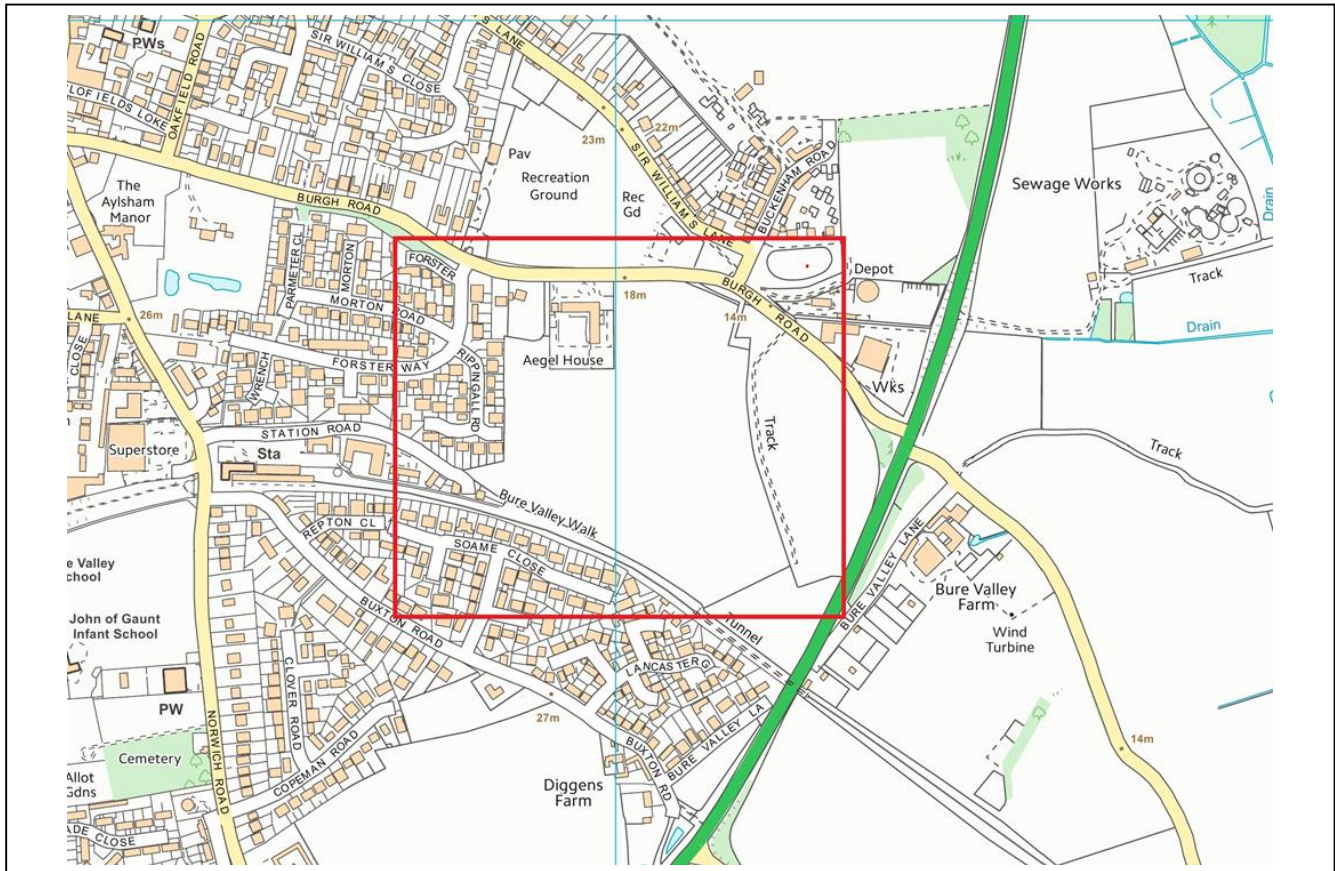 PWs
SIR WILLIAM'S CLOSE
S LANE
OAKFIELD ROAD
LOFIELDS LOKE
22m
23m
Pav
Recreation
Ground
Rec
Gd
SIR WILLIAM'S LANE
BUCKENHAM ROAD
Sewage Works
Drain
Track
Drain
The
Aylsham
Manor
BURGH ROAD
PARMETER CL
MORTON
FORSTER
MORTON ROAD
18m
14m
BURGH ROAD
Depot
LANE
26m
CLOSE
WRENCH
FORSTER WAY
RIPPINGALL RD
Aegel House
Wks
Track
Track
STATION ROAD
Superstore
Sta
Bure Valley Walk
REPTON CL
SOAME CLOSE
e Valley
chool
John of Gaunt
Infant School
BUXTON ROAD
Tunnel
BURE VALLEY LANE
Bure Valley
Farm
Wind
Turbine
LANCASTER G
CLOVER ROAD
PW
NORWICH ROAD
27m
BUXTON RD
BURE VALLEY LA
14m
Cemetery
COPEMAN ROAD
Allot
Gdns
Diggens
Farm
ADE CLOSE